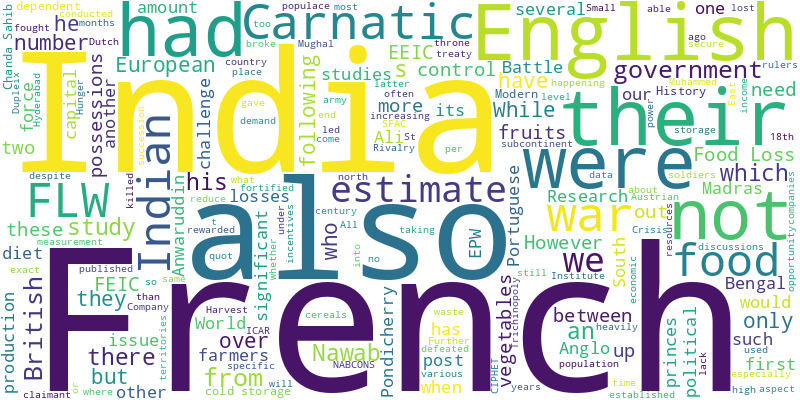 dependent
conducted
too
populace
most
able
one
lost
Small
Chanda Sahib
Dutch
months
amount
he
had
Carnatic
several
English
fought
number
broke
Mughal
throne
treaty
ago
secure
rulers
Duplaix
Hyderabad
Hunger
force
capital
European
country
place
EEIC
studies
s
control
Battle
have
government
possessions
another
challenge
following
latter
often
increasing
more
its
While
our
Modern
level
happening
History
Muhammed
East
need
income
India
two
gave
demand
army
end
led
come
Ali
St
SFAC
Rivalry
per
north
fruits
subcontinent
their
power
storage
18th
despite
killed
succession
Indian
his
which
Food Loss
FLW
estimate
were
Research
data
soldiers
about
Austrian
Madras
these
study
measurement
reduce
losses
what
fortified
rewarded
century
All
under
incentives
who
Portuguese
war
out
not
companies
opportunity
diet
exact
published
Anwaruddin
t
quot
whether
into
no
taking
also
EPW
However
still
Institute
South
Crisis
resources
discussions
Bengal
FEIC
so
same
significant
we
food
economic
production
British
they
than
Company
World
Harvest
ICAR
cereals
waste
Further
defeated
trichinopoly
vegetables
between
would
only
issue
there
over
Nawab
Pondicherry
has
an
Anglo
up
princes
political
such
heavily
used
but
territories
farmers
specific
NABCONS
post
various
CIPHET
population
lack
first
claimant
or
where
other
from
cold storage
will
when
years
time
established
high
aspect
especially
French